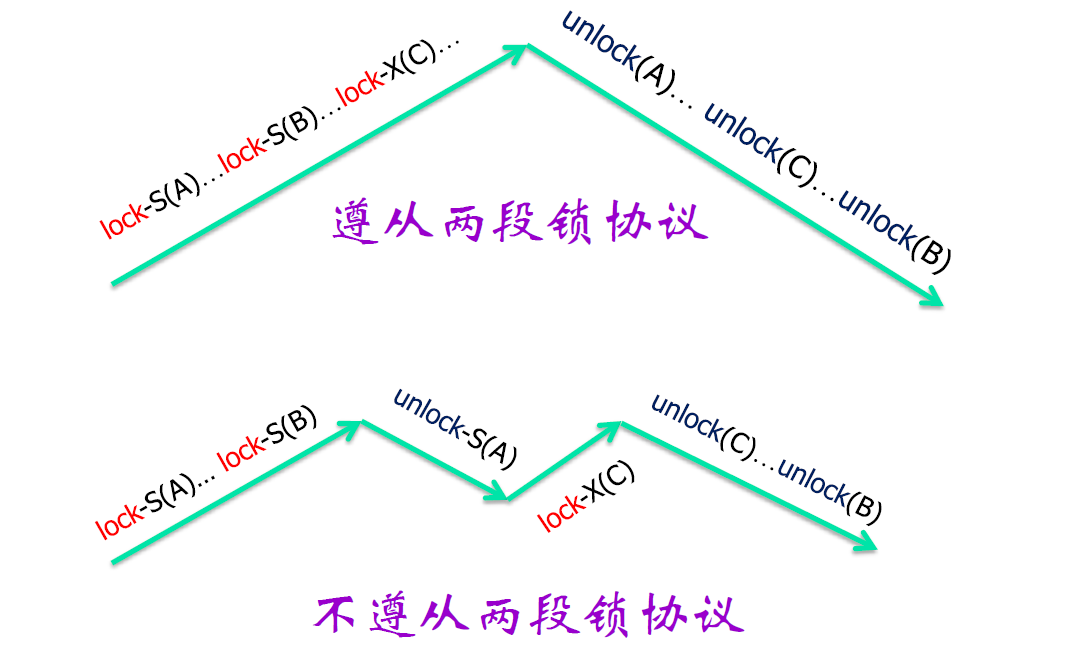 lock-S(A)…lock-S(B)…lock-X(C)…
unlock(A)… unlock(C)…unlock(B)
遵从两段锁协议
lock-S(A)… lock-S(B)
unlock-S(A)
lock-X(C)
unlock(C)…unlock(B)
不遵从两段锁协议